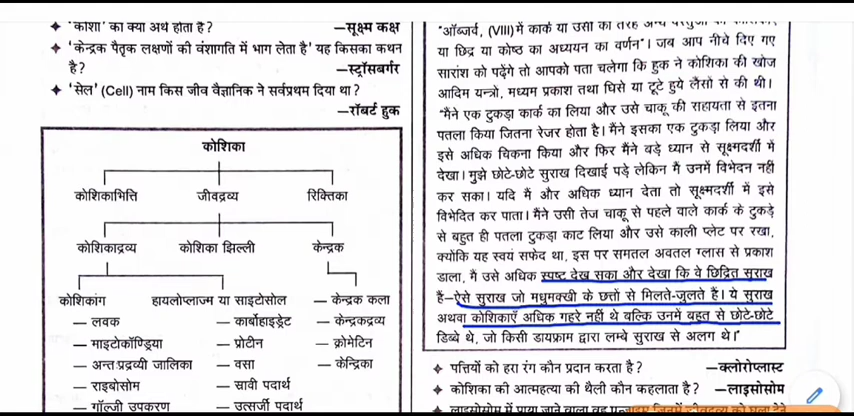 'कोशा' का क्या अर्थ होता है? —सूक्ष्म कक्ष
'केन्द्रक पैतृक लक्षणों की वंशागति में भाग लेता है' यह किसका कथन
है? —स्ट्रॉसबर्गर
'सेल' (Cell) नाम किस जीव वैज्ञानिक ने सर्वप्रथम दिया था?
—रॉबर्ट हुक
कोशिका
कोशिकाभित्ति जीवद्रव्य रिक्तिका
कोशिकाद्रव्य कोशिका झिल्ली केन्द्रक
कोशिकांग हायलोप्लाज्म या साइटोसोल — केन्द्रक कला
— लवक — कार्बोहाइड्रेट — केन्द्रकद्रव्य
— माइटोकॉण्ड्रिया — प्रोटीन — क्रोमेटिन
— अन्तःप्रद्रव्यी जालिका — वसा — केन्द्रिका
— राइबोसोम — स्रावी पदार्थ
— गॉल्जी उपकरण — उत्सर्जी पदार्थ
"ऑब्जर्व, (VIII) में कार्क या उसी की तरह अन्य
या छिद्र या कोष्ठ का अध्ययन का वर्णन"। जब आप नीचे दिए गए
सारांश को पढ़ेंगे तो आपको पता चलेगा कि हुक ने कोशिका की खोज
आदिम यन्त्रो, मध्यम प्रकाश तथा घिसे या टूटे हुये लैंसों से की थी।
"मैंने एक टुकड़ा कार्क का लिया और उसे चाकू की सहायता से इतना
पतला किया जितना रेजर होता है। मैंने इसका एक टुकड़ा लिया और
इसे अधिक चिकना किया और फिर मैंने बड़े ध्यान से सूक्ष्मदर्शी में
देखा। मुझे छोटे-छोटे सुराख दिखाई पड़े लेकिन मैं उनमें विभेदन नही
कर सका। यदि मैं और अधिक ध्यान देता तो सूक्ष्मदर्शी में इसे
विभेदित कर पाता। मैंने उसी तेज चाकू से पहले वाले कार्क के टुकड़े
से बहुत ही पतला टुकड़ा काट लिया और उसे काली प्लेट पर रखा,
क्योंकि यह स्वयं सफेद था, इस पर समतल अवतल ग्लास से प्रकाश
डाला, मैं उसे अधिक स्पष्ट देख सका और देखा कि वे छिद्रित सुराख
हैं—ऐसे सुराख जो मधुमक्खी के छत्तों से मिलते-जुलते हैं। ये सुराख
अथवा कोशिकाएँ अधिक गहरे नहीं थे बल्कि उनमें बहुत से छोटे-छोटे
डिब्बे थे, जो किसी डायफ्राम द्वारा लम्बे सुराख से अलग थे।"
पत्तियों को हरा रंग कौन प्रदान करता है? —क्लोरोप्लास्ट
कोशिका की आत्महत्या की थैली कौन कहलाता है? —लाइसोसोम
लाइसोसोम में पाया जाने वाला वह